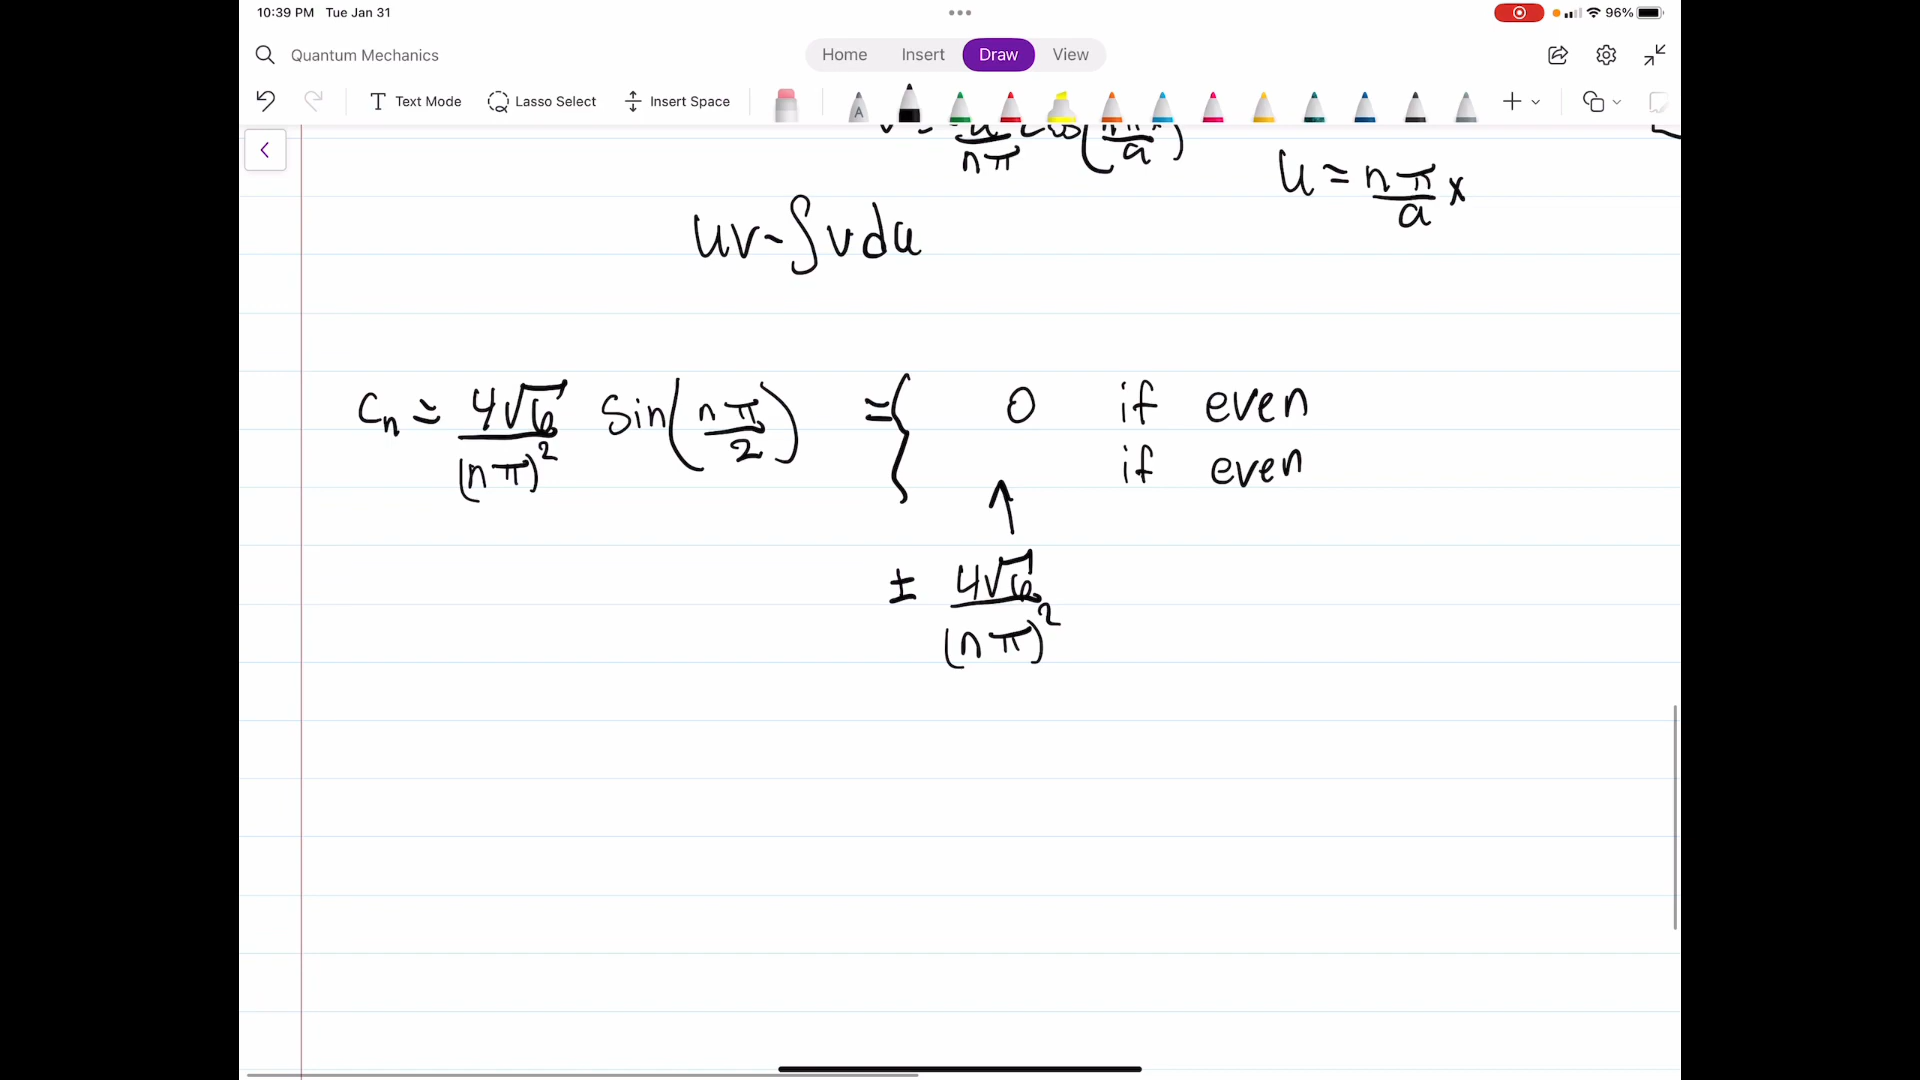 10:39 PM Tue Jan 31
96%
Quantum Mechanics
Home Insert Draw View
T Text Mode Lasso Select Insert Space
A
nπ a )
u = nπ/a x
uv - ∫ v du
Cn = 4√6/(nπ)² Sin(nπ/2) = { 0 if even
if even
↑
± 4√6/(nπ)²